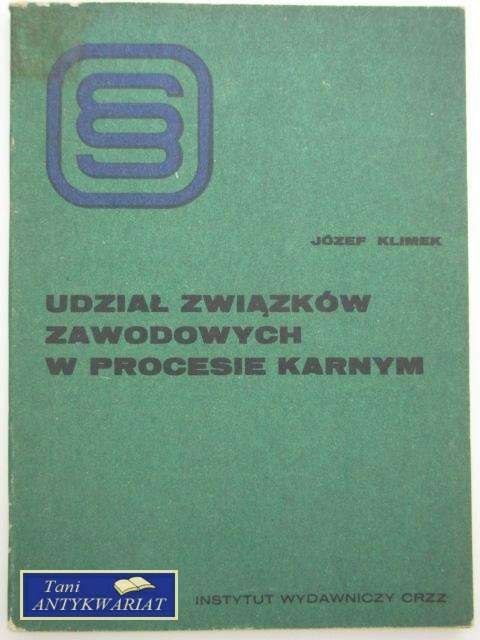 §
JÓZEF KLIMEK
UDZIAŁ ZWIĄZKÓW
ZAWODOWYCH
W PROCESIE KARNYM
INSTYTUT WYDAWNICZY CRZZ
Tani
ANTYKWARIAT